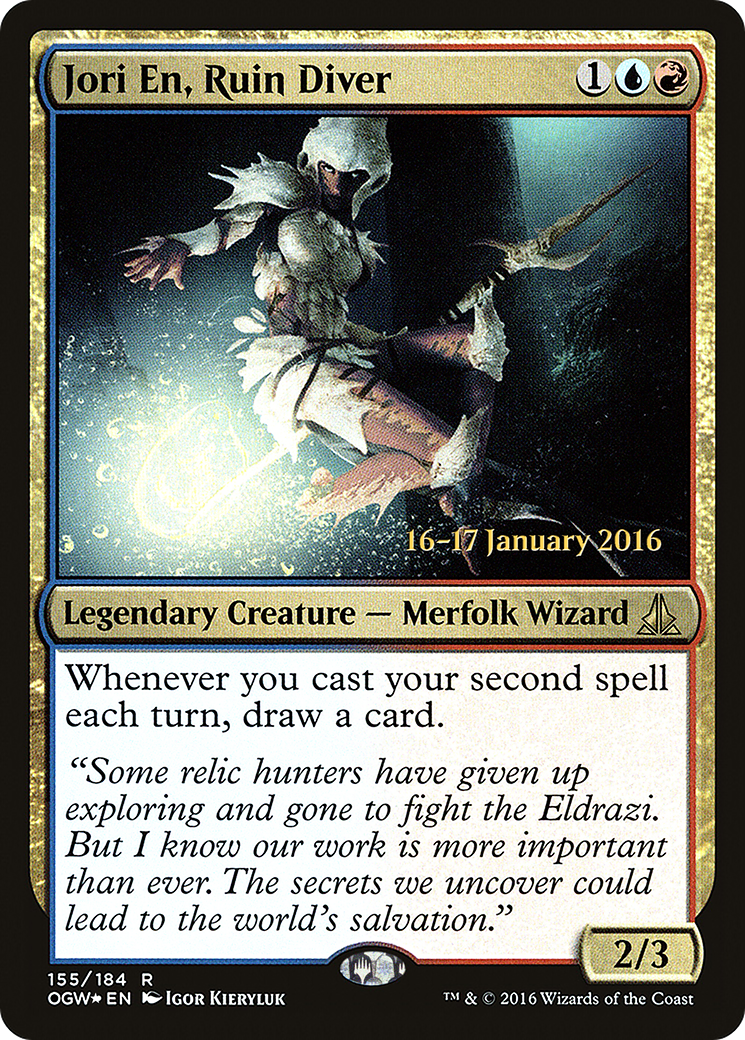 Jori En, Ruin Diver 1
16–17 January 2016
Legendary Creature — Merfolk Wizard
Whenever you cast your second spell
each turn, draw a card.
“Some relic hunters have given up
exploring and gone to fight the Eldrazi.
But I know our work is more important
than ever. The secrets we uncover could
lead to the world’s salvation.”
2/3
155/184 R
OGW★EN Igor Kieryluk
™ & © 2016 Wizards of the Coast